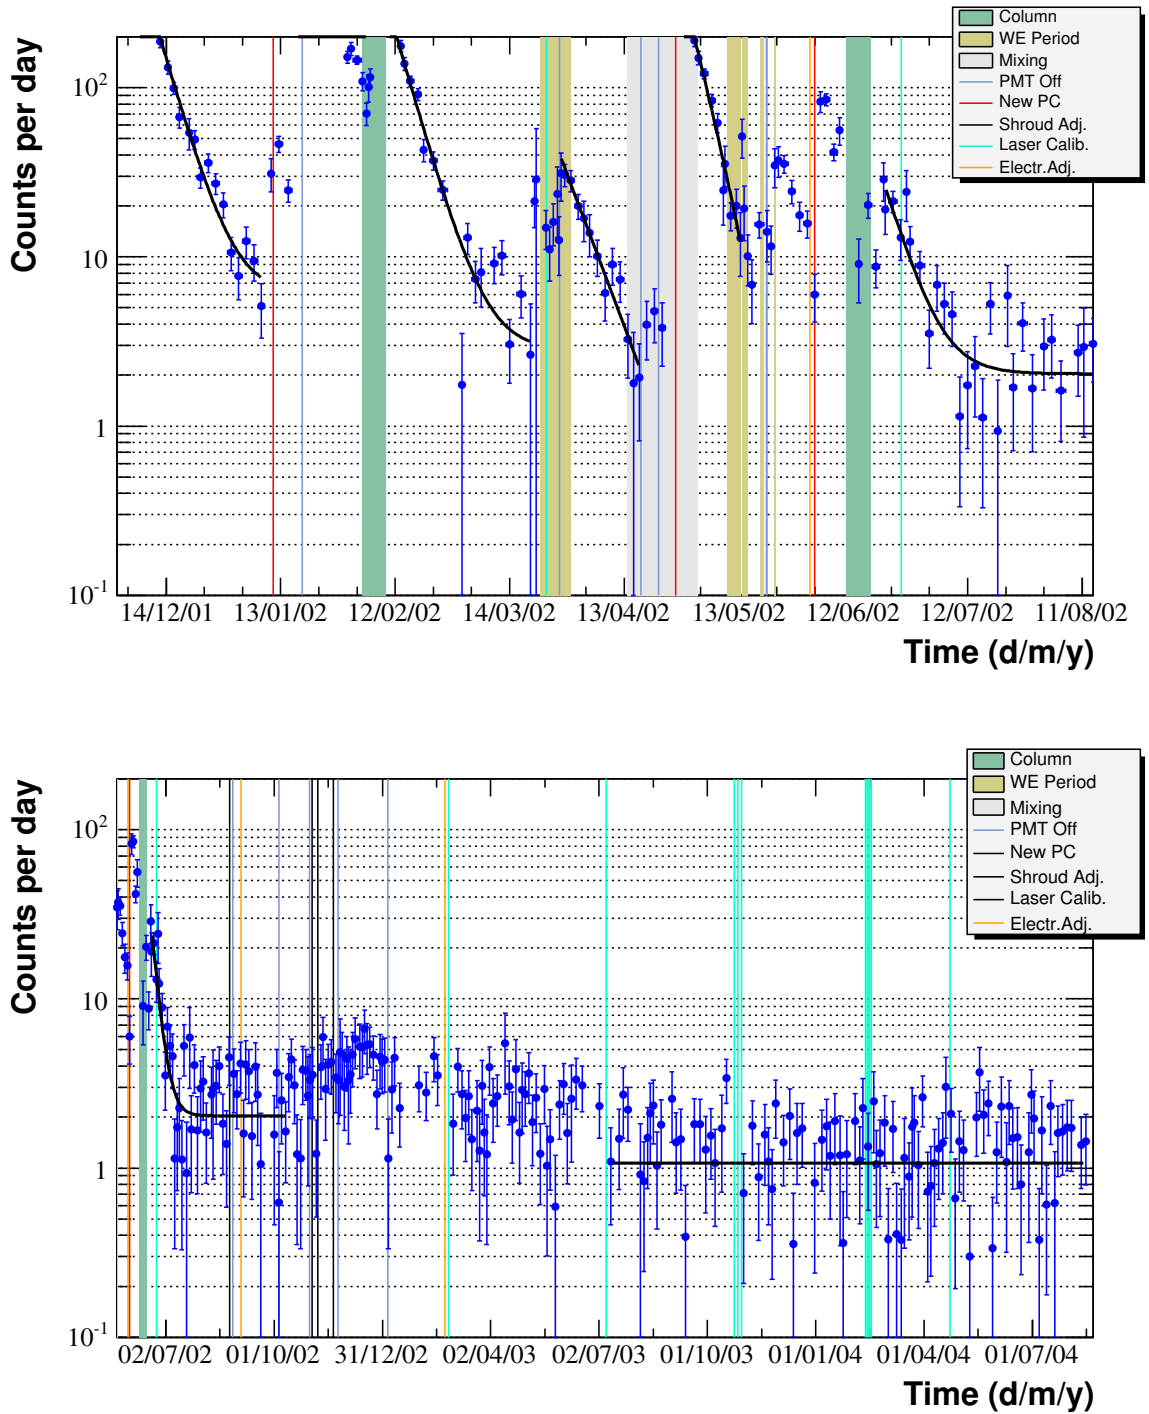 Counts per day
10²
10
1
10⁻¹
14/12/01 13/01/02 12/02/02 14/03/02 13/04/02 13/05/02 12/06/02 12/07/02 11/08/02
Time (d/m/y)
Column
WE Period
Mixing
PMT Off
New PC
Shroud Adj.
Laser Calib.
Electr.Adj.
Counts per day
10²
10
1
10⁻¹
02/07/02 01/10/02 31/12/02 02/04/03 02/07/03 01/10/03 01/01/04 01/04/04 01/07/04
Time (d/m/y)
Column
WE Period
Mixing
PMT Off
New PC
Shroud Adj.
Laser Calib.
Electr.Adj.